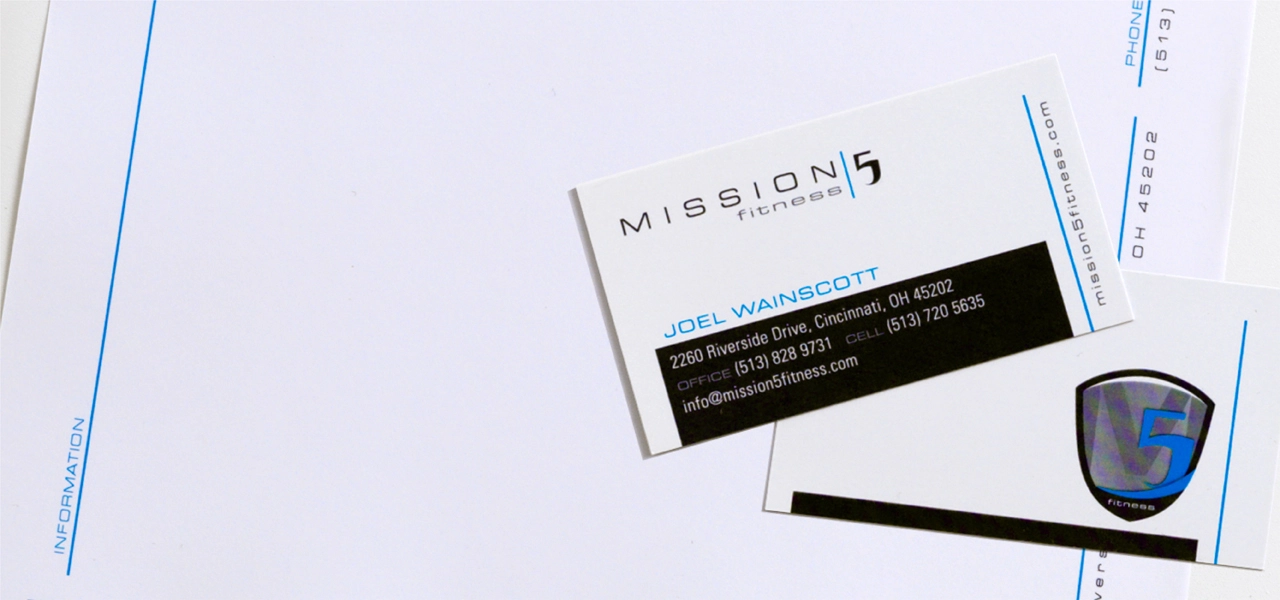 INFORMATION
MISSION 5
fitness
JOEL WAINSCOTT
2260 Riverside Drive, Cincinnati, OH 45202
OFFICE (513) 828 9731 CELL (513) 720 5635
info@mission5fitness.com
mission5fitness.com
PHONE
(513)
OH 45202
5
fitness